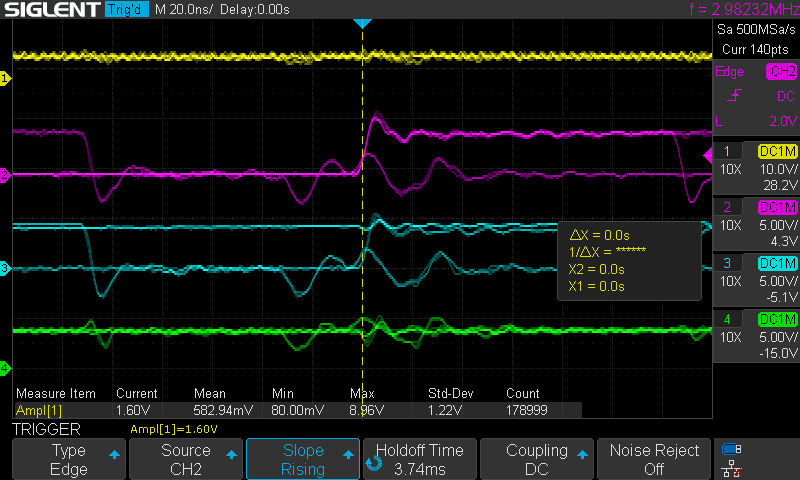 SIGLENT Trig'd M 20.0ns/ Delay:0.00s f = 2.98232MHz
Sa 500MSa/s
Curr 140pts
Edge CH2
DC
L 2.0V
1 DC1M
10X 10.0V/
28.2V
2 DC1M
10X 5.00V/
4.3V
3 DC1M
10X 5.00V/
-5.1V
4 DC1M
10X 5.00V/
-15.0V
1
2
3
4
ΔX = 0.0s
1/ΔX = ******
X2 = 0.0s
X1 = 0.0s
Measure Item Current Mean Min Max Std-Dev Count
Ampl[1] 1.60V 582.94mV 80.00mV 8.96V 1.22V 178999
TRIGGER Ampl[1]=1.60V
Type Source Slope Holdoff Time Coupling Noise Reject
Edge CH2 Rising 3.74ms DC Off